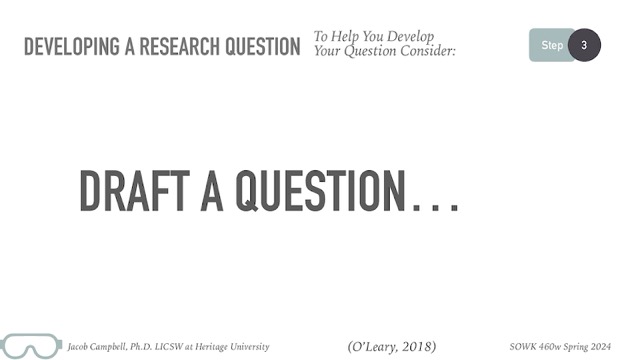 DEVELOPING A RESEARCH QUESTION
To Help You Develop
Your Question Consider:
Step 3
DRAFT A QUESTION...
Jacob Campbell, Ph.D. LICSW at Heritage University
(O'Leary, 2018)
SOWK 460w Spring 2024